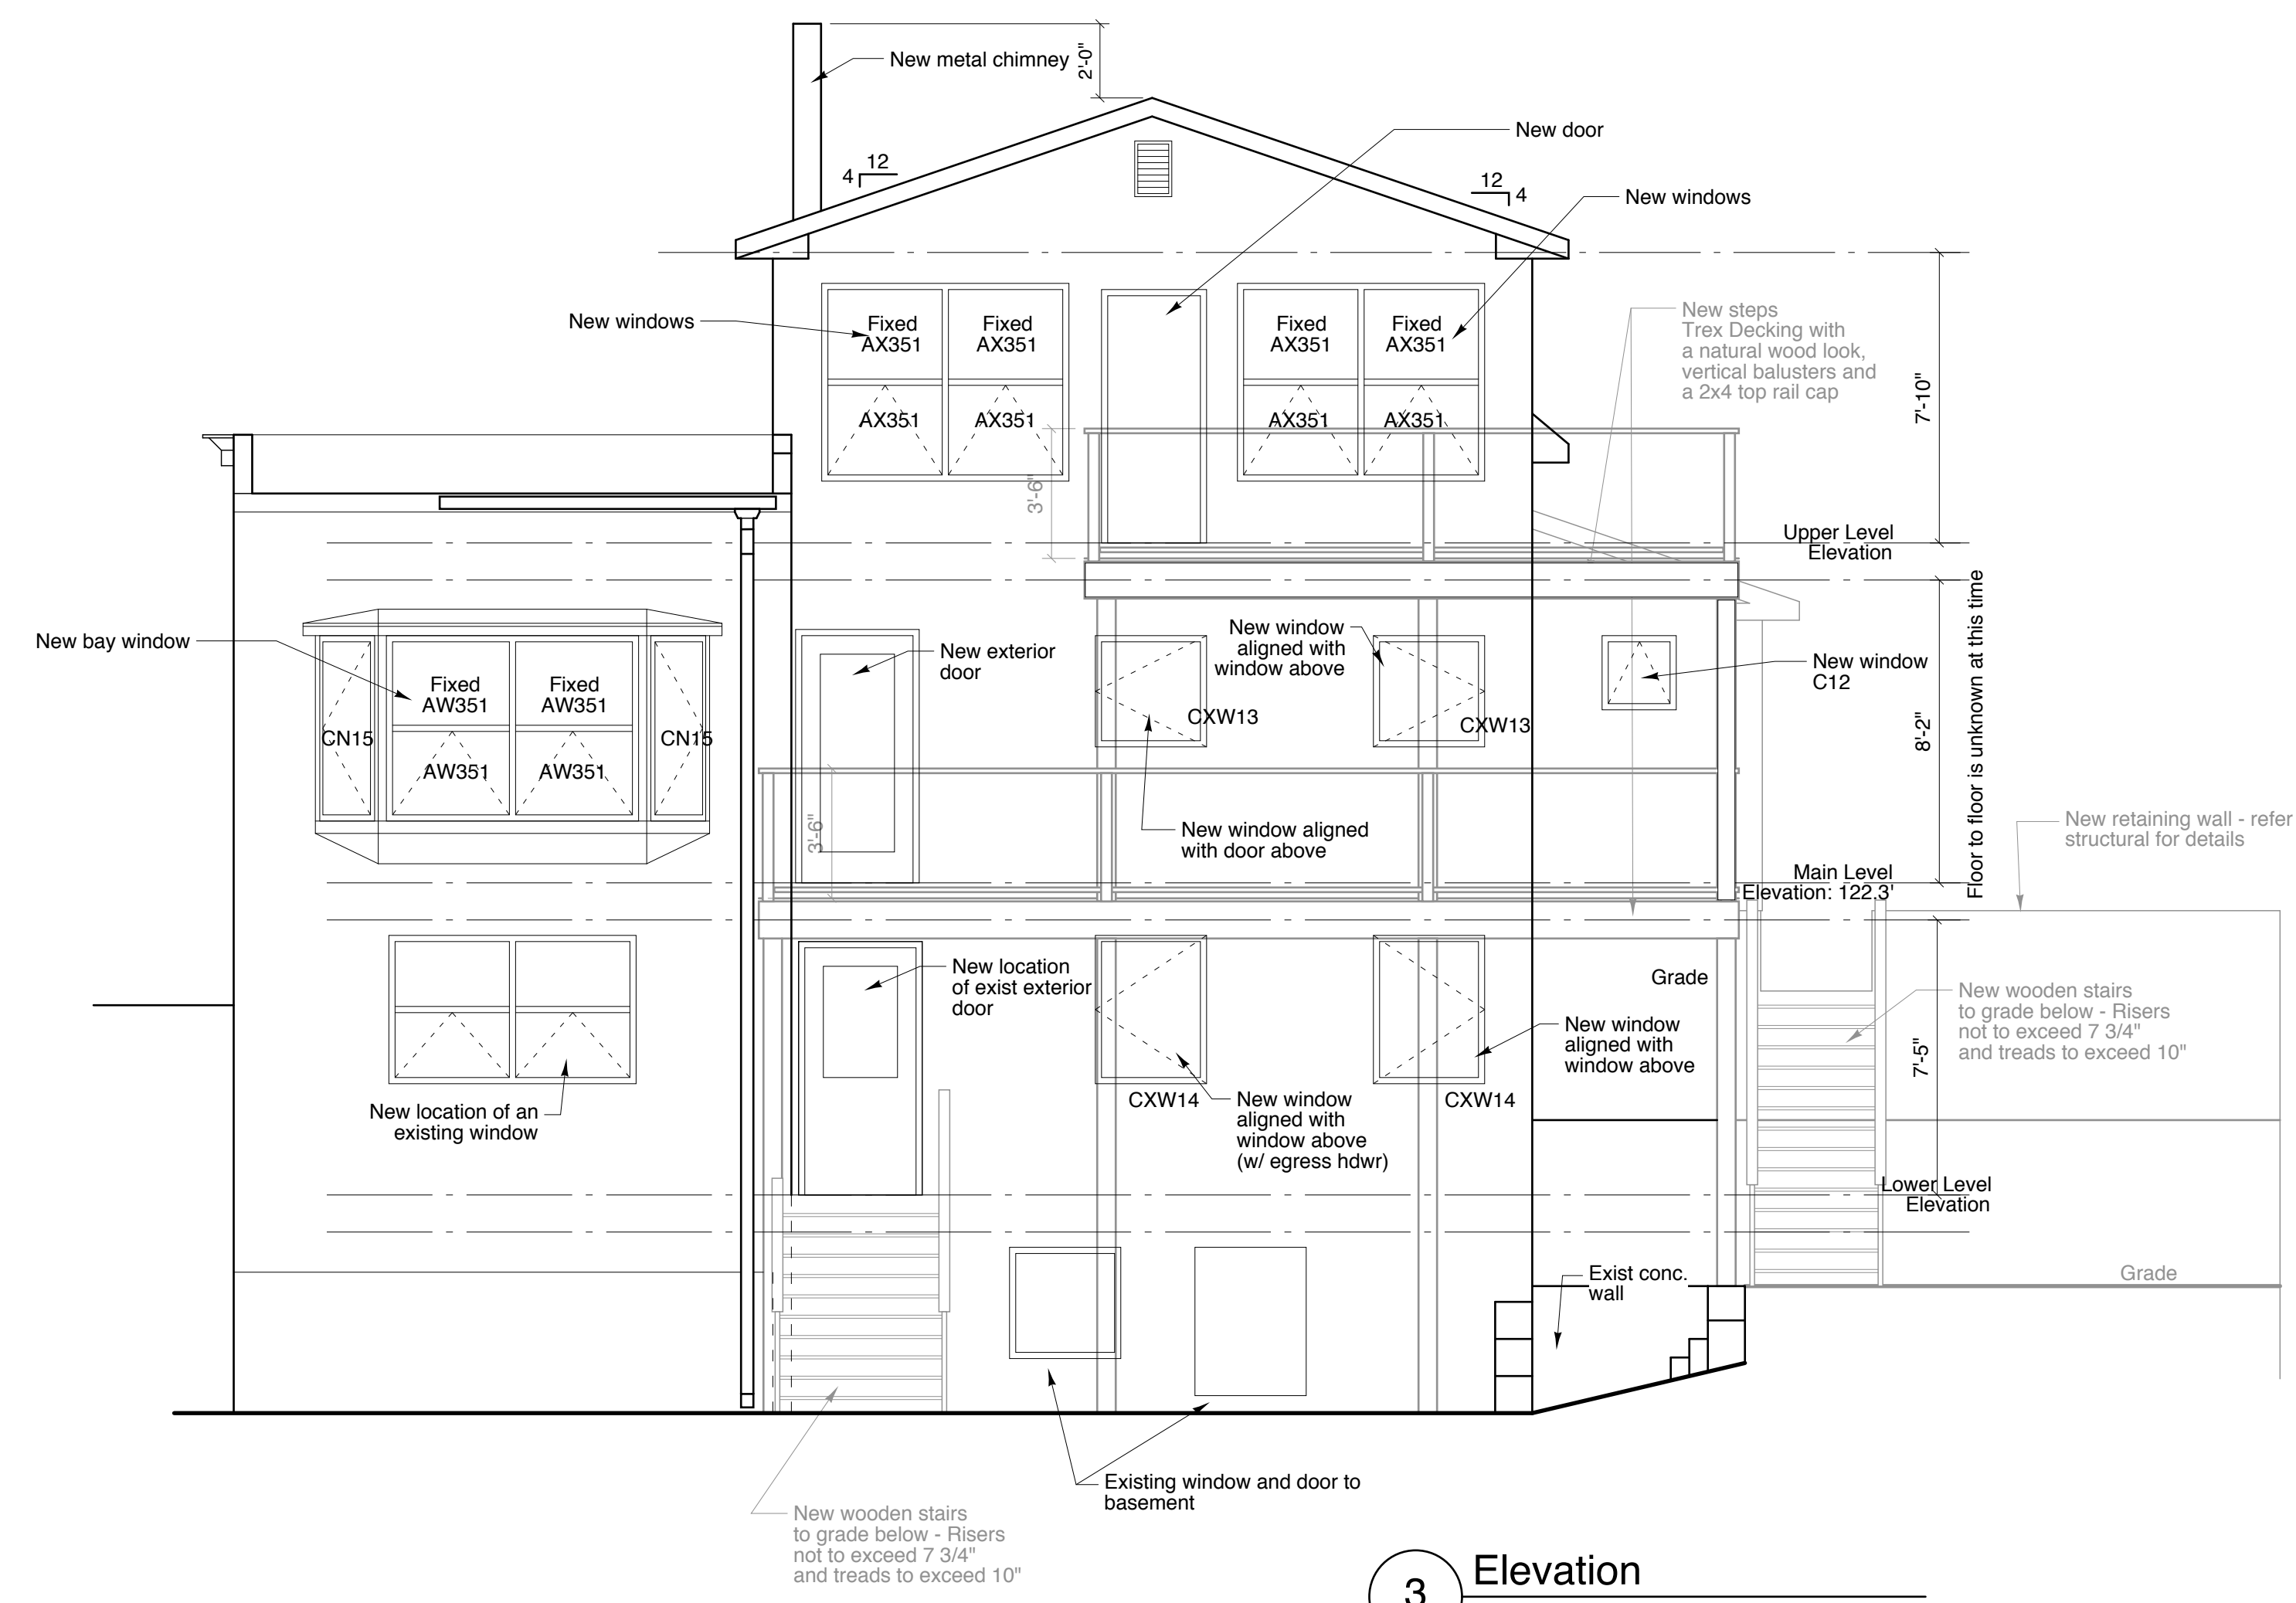 New metal chimney
2'-0"
New door
12
4
12
4
New windows
New windows
Fixed
AX351
Fixed
AX351
Fixed
AX351
Fixed
AX351
AX351
AX351
AX351
AX351
New steps
Trex Decking with
a natural wood look,
vertical balusters and
a 2x4 top rail cap
7'-10"
3'-6"
Upper Level
Elevation
New bay window
Fixed
AW351
Fixed
AW351
CN15
CN15
AW351
AW351
New exterior
door
New window
aligned with
window above
CXW13
CXW13
New window
C12
8'-2"
Floor to floor is unknown at this time
3'-6"
New window aligned
with door above
New retaining wall - refer
structural for details
Main Level
Elevation: 122.3'
New location
of exist exterior
door
Grade
New window
aligned with
window above
New wooden stairs
to grade below - Risers
not to exceed 7 3/4"
and treads to exceed 10"
7'-5"
CXW14
CXW14
New window
aligned with
window above
(w/ egress hdwr)
New location of an
existing window
Lower Level
Elevation
Exist conc.
wall
Grade
Existing window and door to
basement
New wooden stairs
to grade below - Risers
not to exceed 7 3/4"
and treads to exceed 10"
3
Elevation